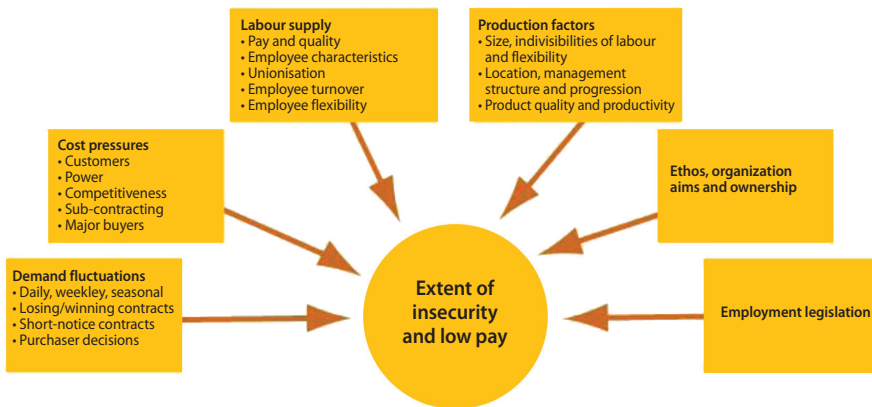 Labour supply
• Pay and quality
• Employee characteristics
• Unionisation
• Employee turnover
• Employee flexibility
Production factors
• Size, indivisibilities of labour
and flexibility
• Location, management
structure and progression
• Product quality and productivity
Cost pressures
• Customers
• Power
• Competitiveness
• Sub-contracting
• Major buyers
Ethos, organization
aims and ownership
Demand fluctuations
• Daily, weekley, seasonal
• Losing/winning contracts
• Short-notice contracts
• Purchaser decisions
Extent of
insecurity
and low pay
Employment legislation